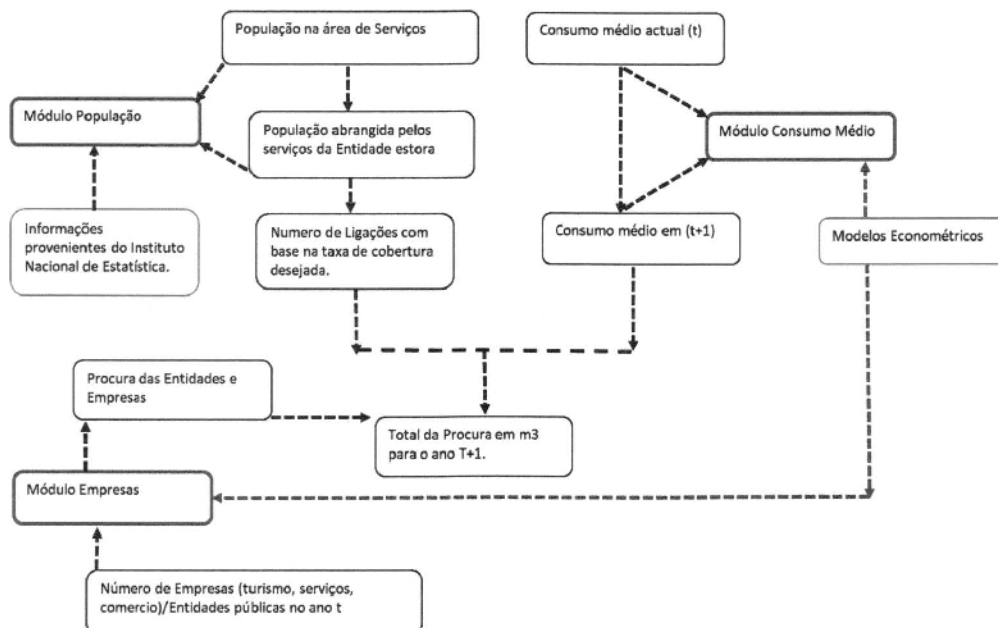 População na área de Serviços
Consumo médio actual (t)
Módulo População
População abrangida pelos
serviços da Entidade estora
Módulo Consumo Médio
Informações
provenientes do Instituto
Nacional de Estatística.
Numero de Ligações com
base na taxa de cobertura
desejada.
Consumo médio em (t+1)
Modelos Econométricos
Procura das Entidades e
Empresas
Total da Procura em m3
para o ano T+1.
Módulo Empresas
Número de Empresas (turismo, serviços,
comercio)/Entidades públicas no ano t